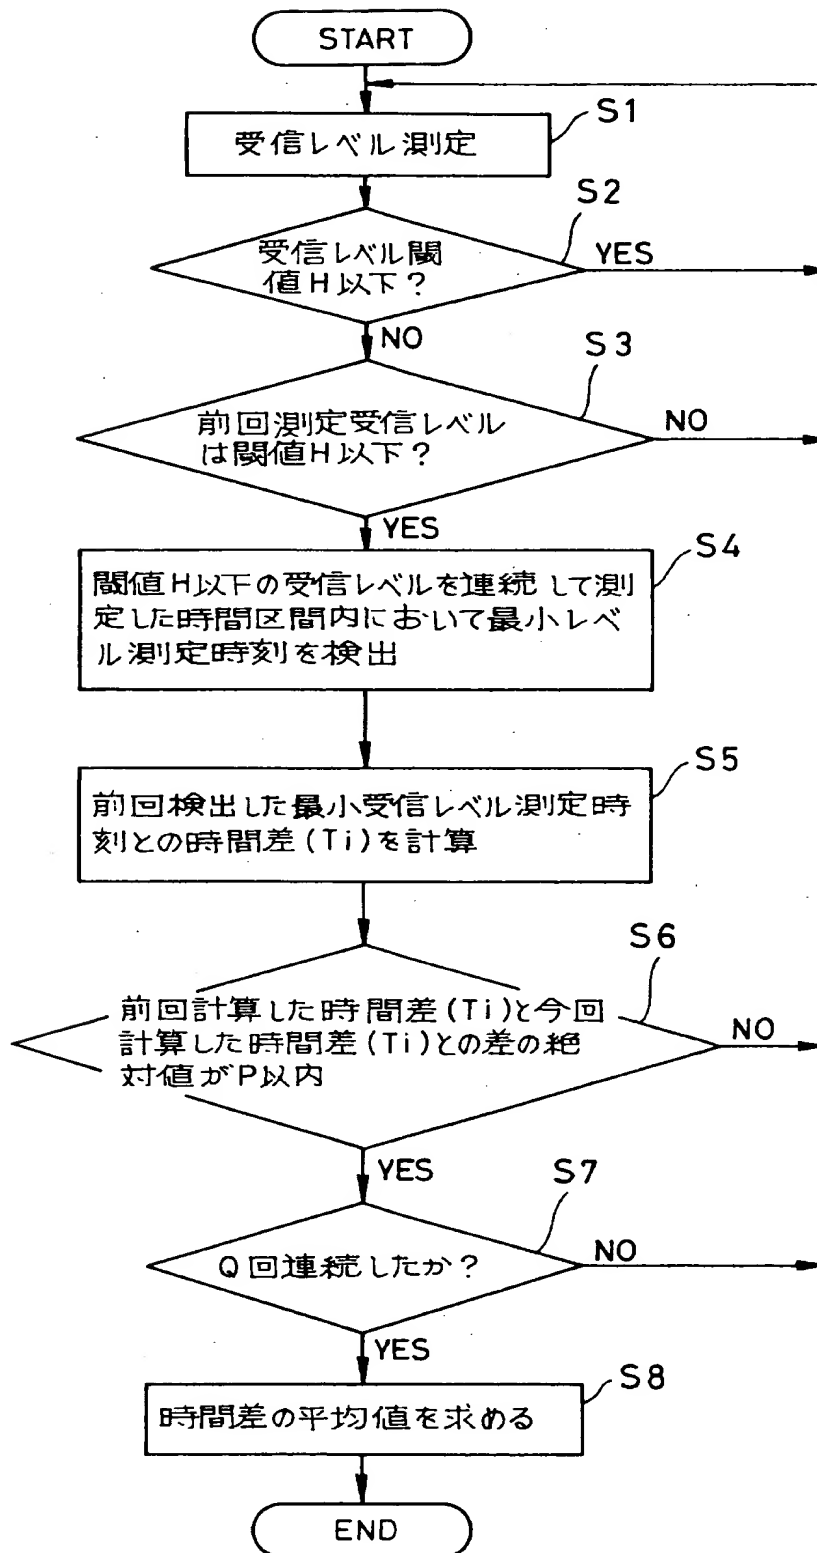 START
S1
受信レベル測定
S2
受信レベル閾
値H以下?
YES
NO
S3
前回測定受信レベル
は閾値H以下?
NO
YES
S4
閾値H以下の受信レベルを連続して測
定した時間区間内において最小レベ
ル測定時刻を検出
S5
前回検出した最小受信レベル測定時
刻との時間差(Ti)を計算
S6
前回計算した時間差(Ti)と今回
計算した時間差(Ti)との差の絶
対値がP以内
NO
YES
S7
Q回連続したか?
NO
YES
S8
時間差の平均値を求める
END